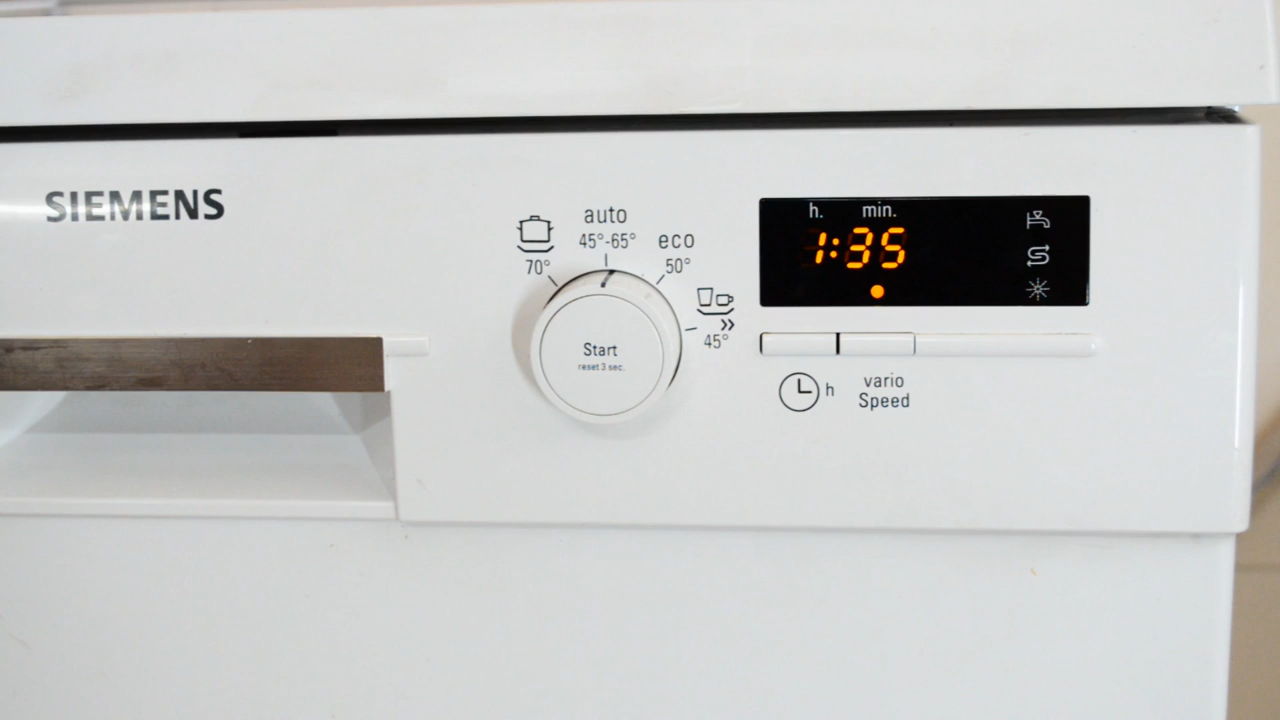 SIEMENS
auto
45°-65°
eco
50°
70°
45°
Start
reset 3 sec.
h. min.
1:35
h
vario
Speed